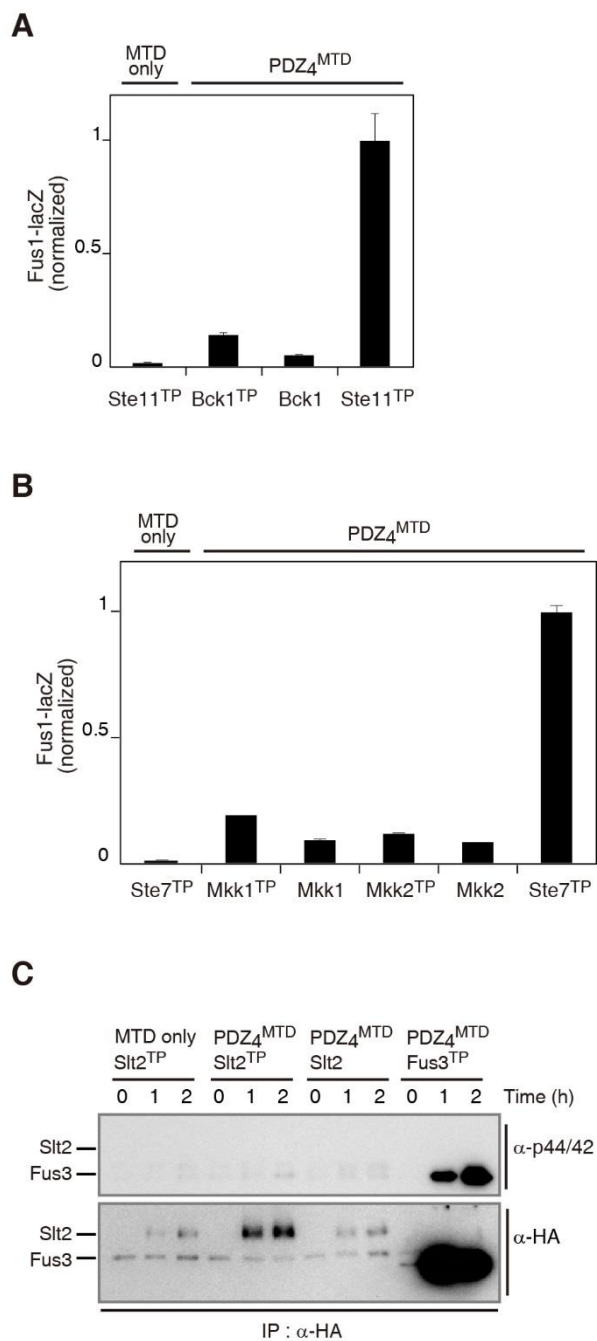 A
MTD
only
PDZ4MTD
1
0.5
0
Fus1-lacZ
(normalized)
Ste11TP Bck1TP Bck1 Ste11TP
B
MTD
only
PDZ4MTD
1
0.5
0
Fus1-lacZ
(normalized)
Ste7TP Mkk1TP Mkk1 Mkk2TP Mkk2 Ste7TP
C
MTD only PDZ4MTD PDZ4MTD PDZ4MTD
Slt2TP Slt2TP Slt2 Fus3TP
0 1 2 0 1 2 0 1 2 0 1 2 Time (h)
Slt2
Fus3
α-p44/42
Slt2
Fus3
α-HA
IP : α-HA